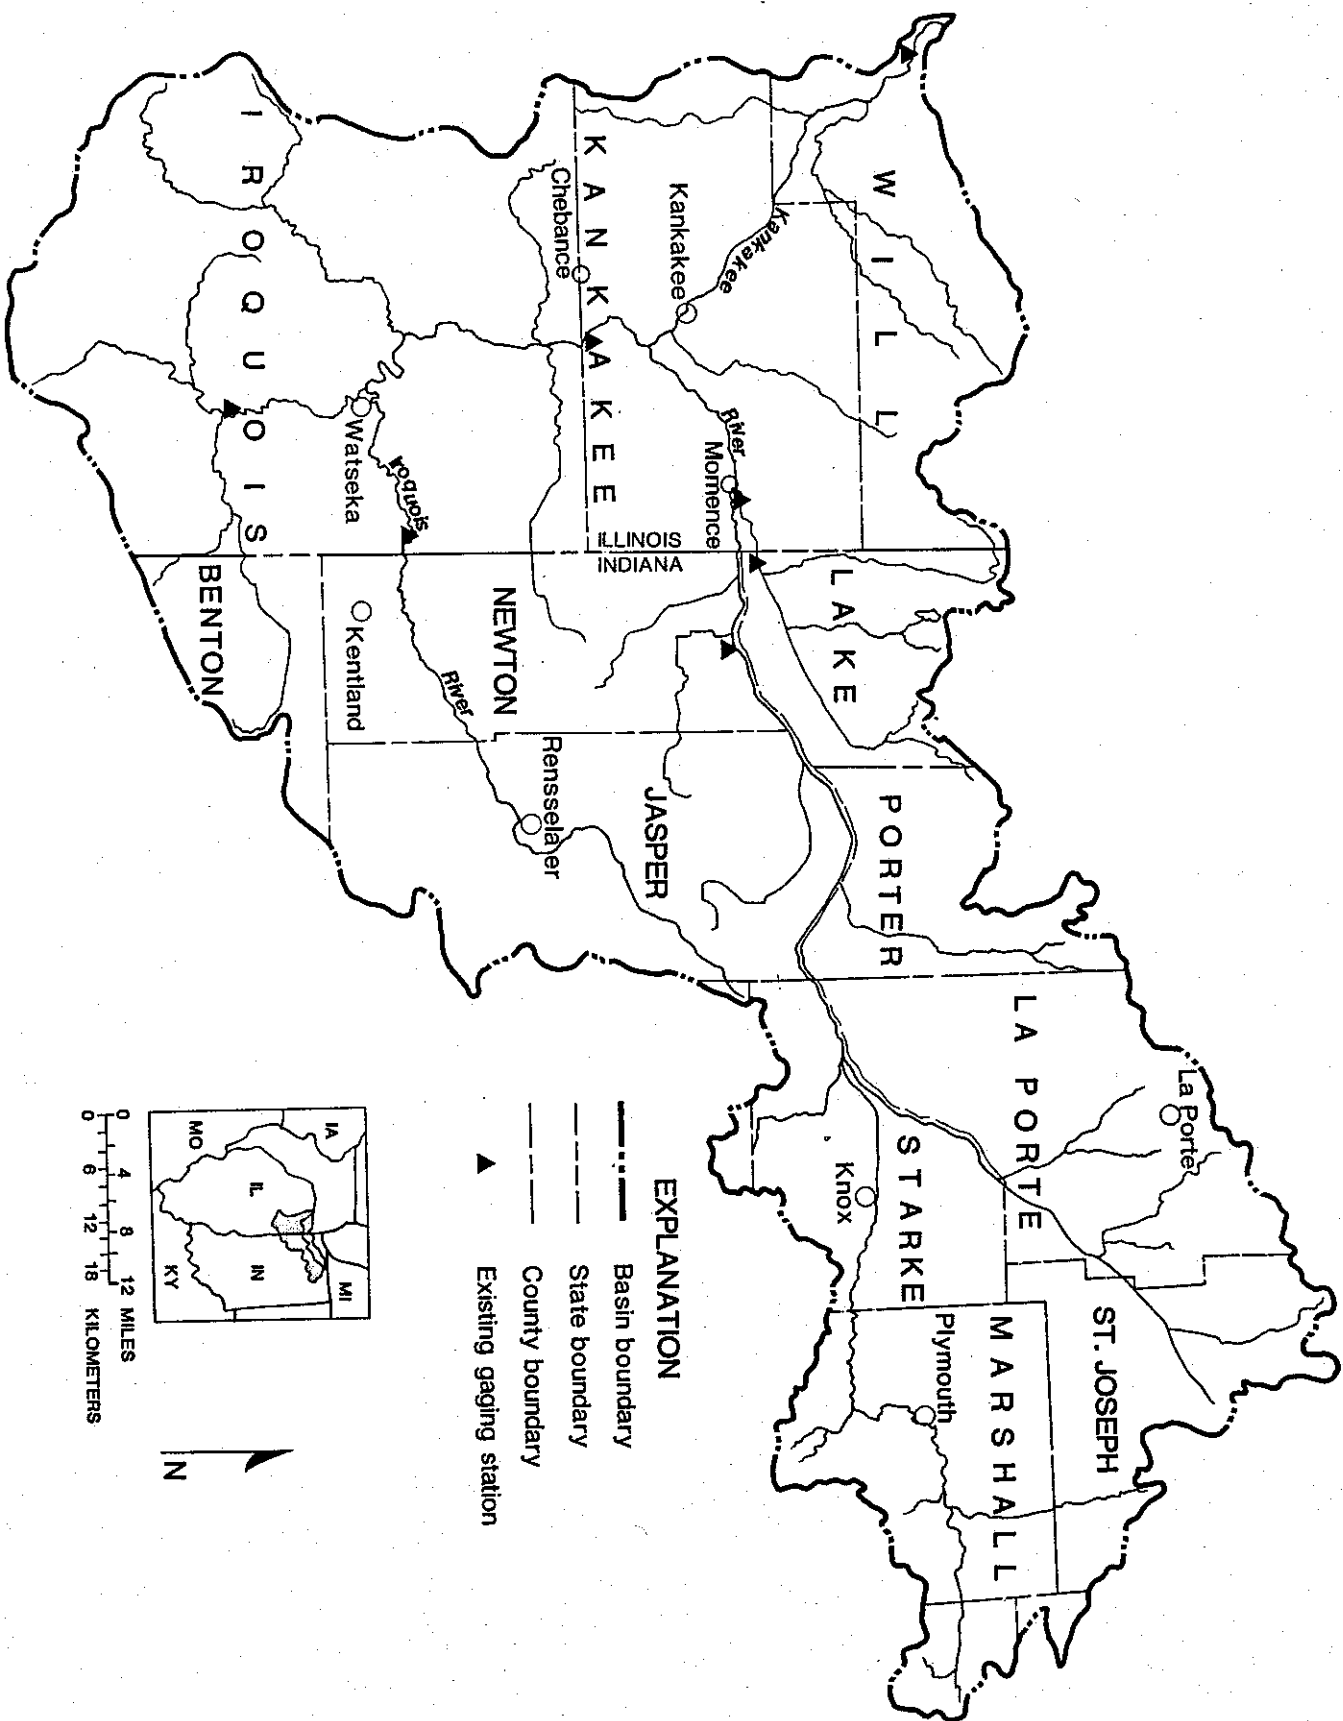 WILL
Kankakee
Kankakee
River
Momence
KANKAKEE
Chebance
IROQUOIS
Watseka
Iroquois
River
ILLINOIS
INDIANA
LAKE
NEWTON
BENTON
Kentland
JASPER
Rensselaer
PORTER
LA PORTE
La Porte
STARKE
Knox
ST. JOSEPH
MARSHALL
Plymouth
EXPLANATION
Basin boundary
State boundary
County boundary
Existing gaging station
IA
MO
IL
IN
MI
KY
0 4 8 12 MILES
0 6 12 18 KILOMETERS
N